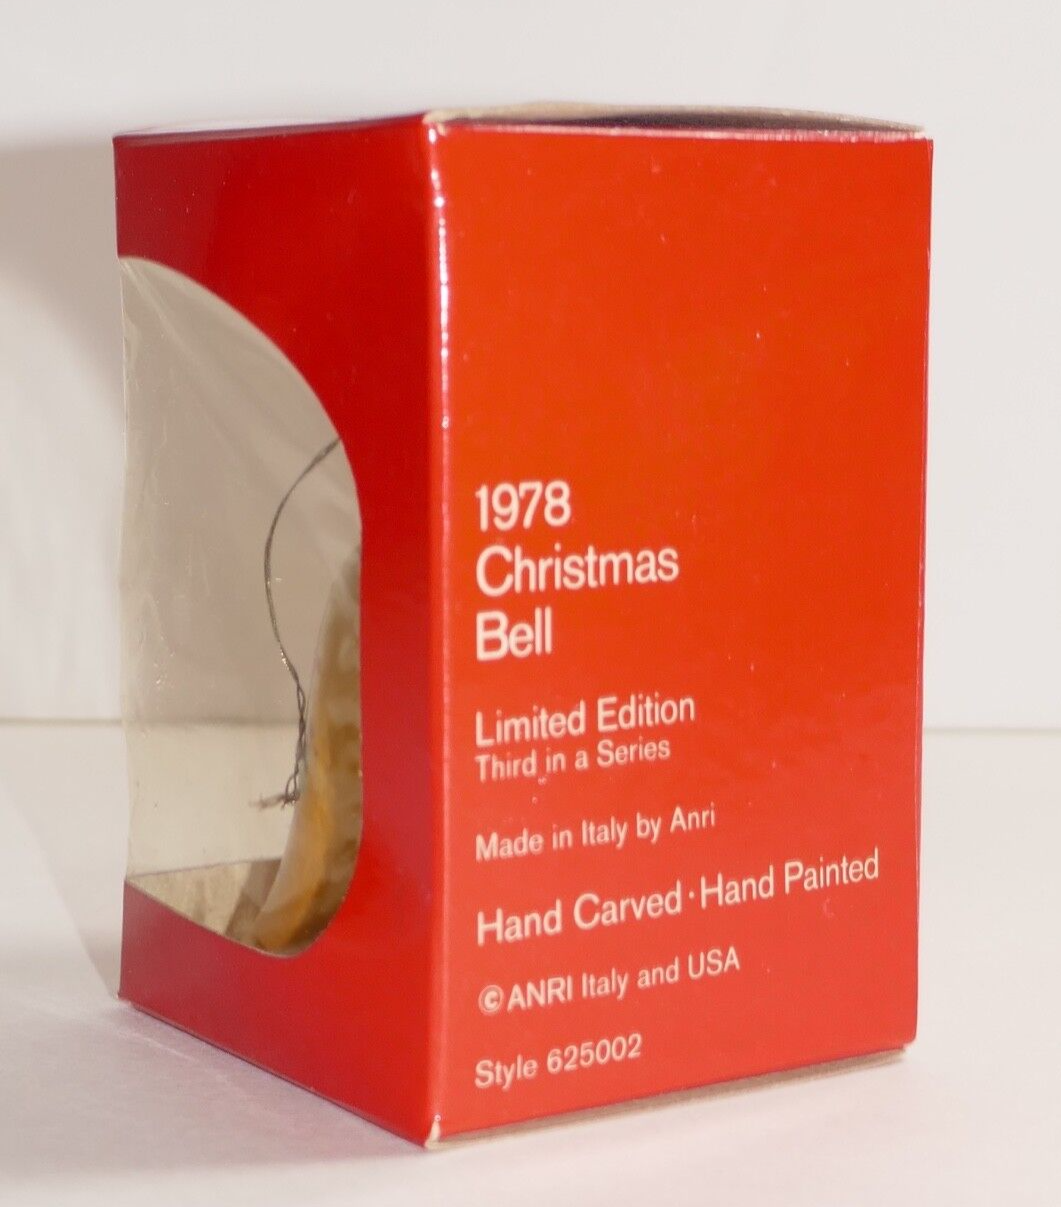 1978
Christmas
Bell
Limited Edition
Third in a Series
Made in Italy by Anri
Hand Carved · Hand Painted
©ANRI Italy and USA
Style 625002